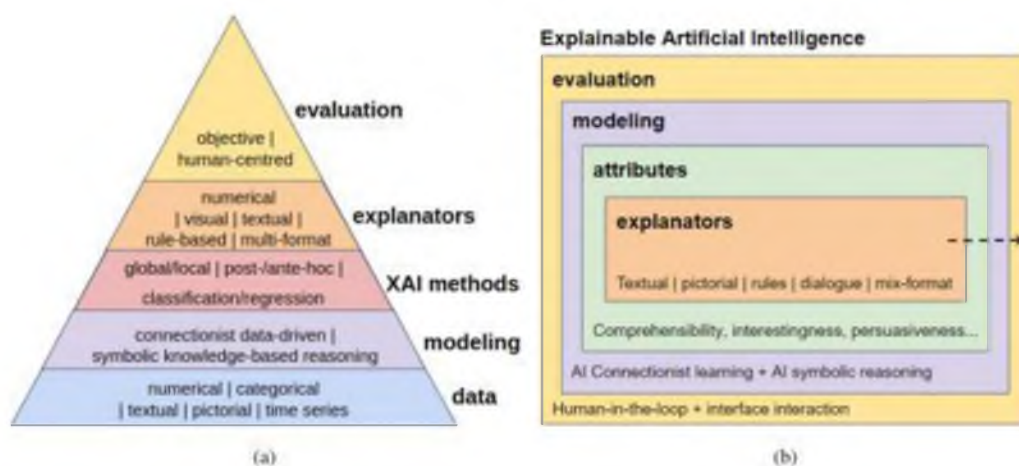 evaluation
objective |
human-centred
numerical
| visual | textual |
rule-based | multi-format
explanators
global/local | post-/ante-hoc |
classification/regression
XAI methods
connectionist data-driven |
symbolic knowledge-based reasoning
modeling
numerical | categorical
| textual | pictorial | time series
data
(a)
Explainable Artificial Intelligence
evaluation
modeling
attributes
explanators
Textual | pictorial | rules | dialogue | mix-format
Comprehensibility, interestingness, persuasiveness...
AI Connectionist learning + AI symbolic reasoning
Human-in-the-loop + interface interaction
(b)